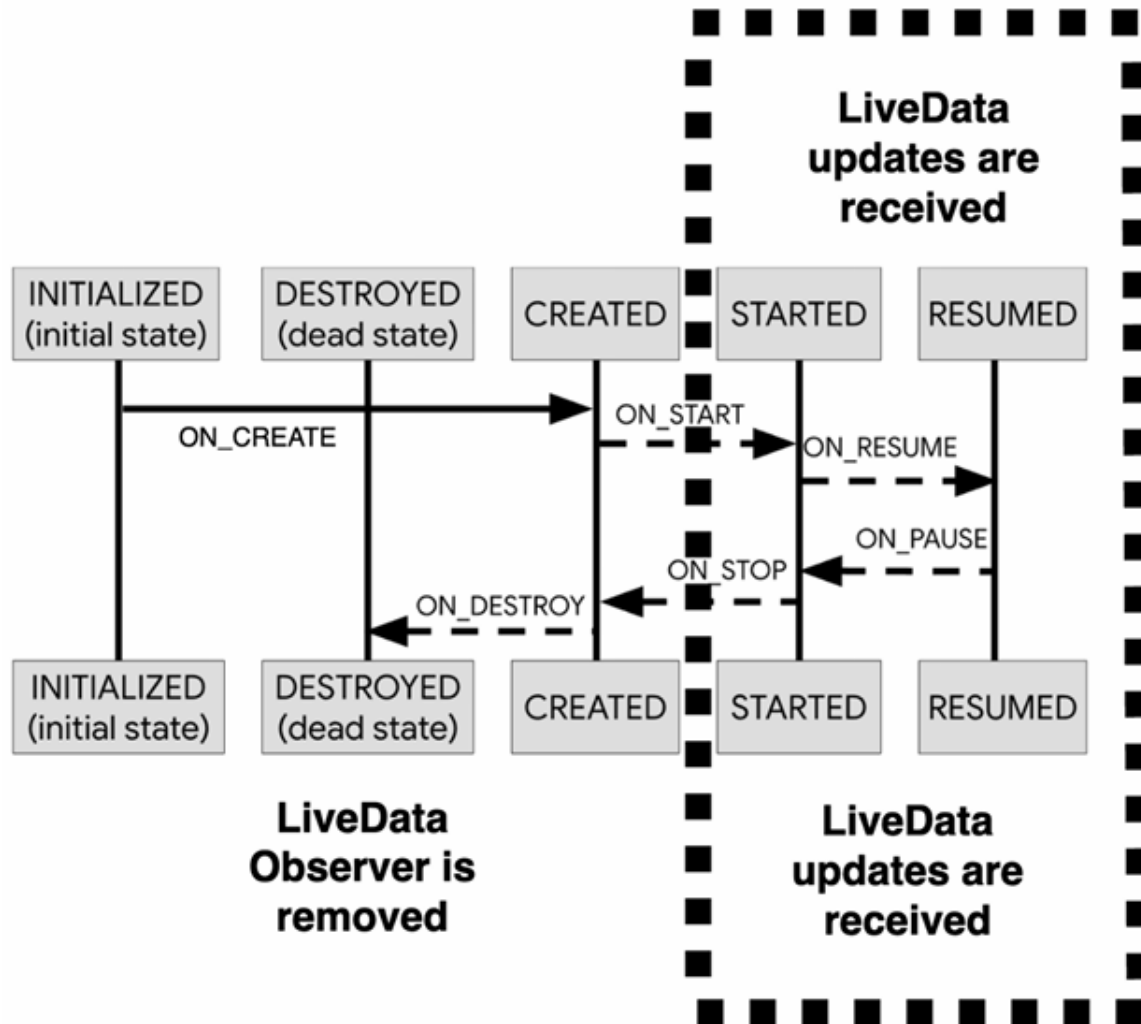 LiveData
updates are
received
INITIALIZED
(initial state)
DESTROYED
(dead state)
CREATED
STARTED
RESUMED
ON_CREATE
ON_START
ON_RESUME
ON_PAUSE
ON_STOP
ON_DESTROY
INITIALIZED
(initial state)
DESTROYED
(dead state)
CREATED
STARTED
RESUMED
LiveData
Observer is
removed
LiveData
updates are
received